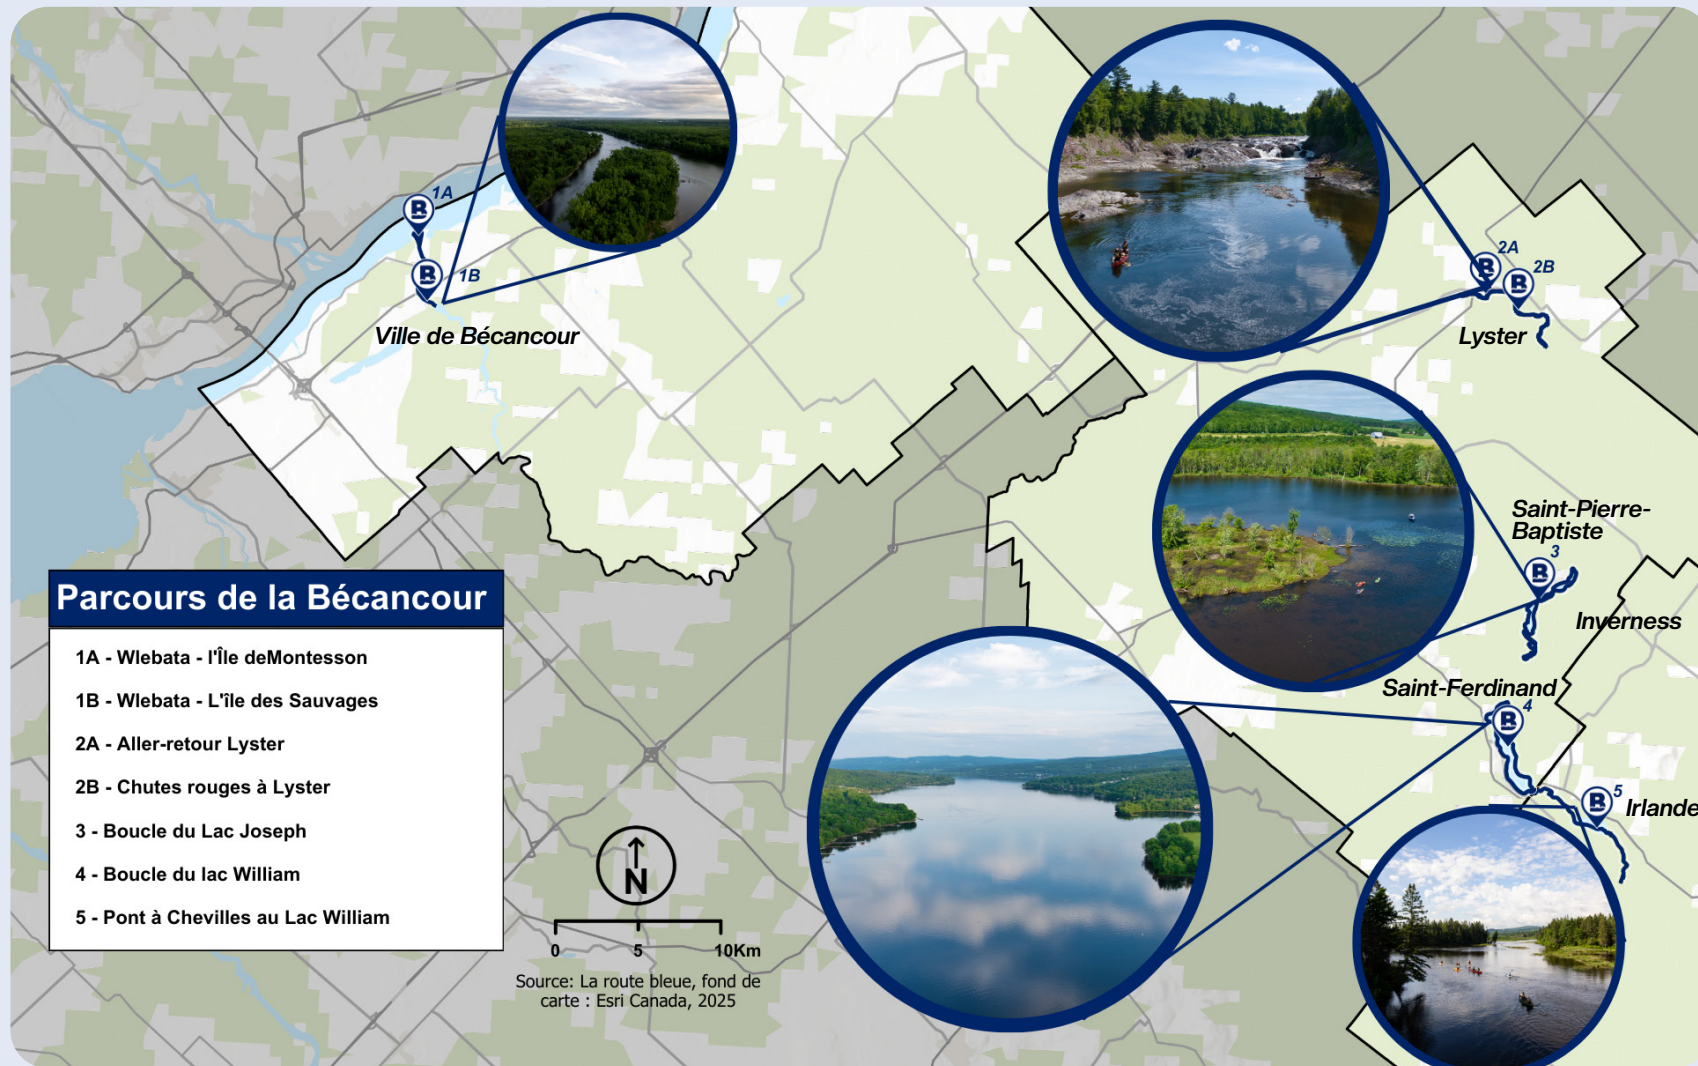 1A
1B
Ville de Bécancour
2A
2B
Lyster
Saint-Pierre-
Baptiste
3
Inverness
Saint-Ferdinand
4
5
Irlande
Parcours de la Bécancour
1A - Wlebata - l'Île deMontesson
1B - Wlebata - L'île des Sauvages
2A - Aller-retour Lyster
2B - Chutes rouges à Lyster
3 - Boucle du Lac Joseph
4 - Boucle du lac William
5 - Pont à Chevilles au Lac William
N
0 5 10Km
Source: La route bleue, fond de
carte : Esri Canada, 2025